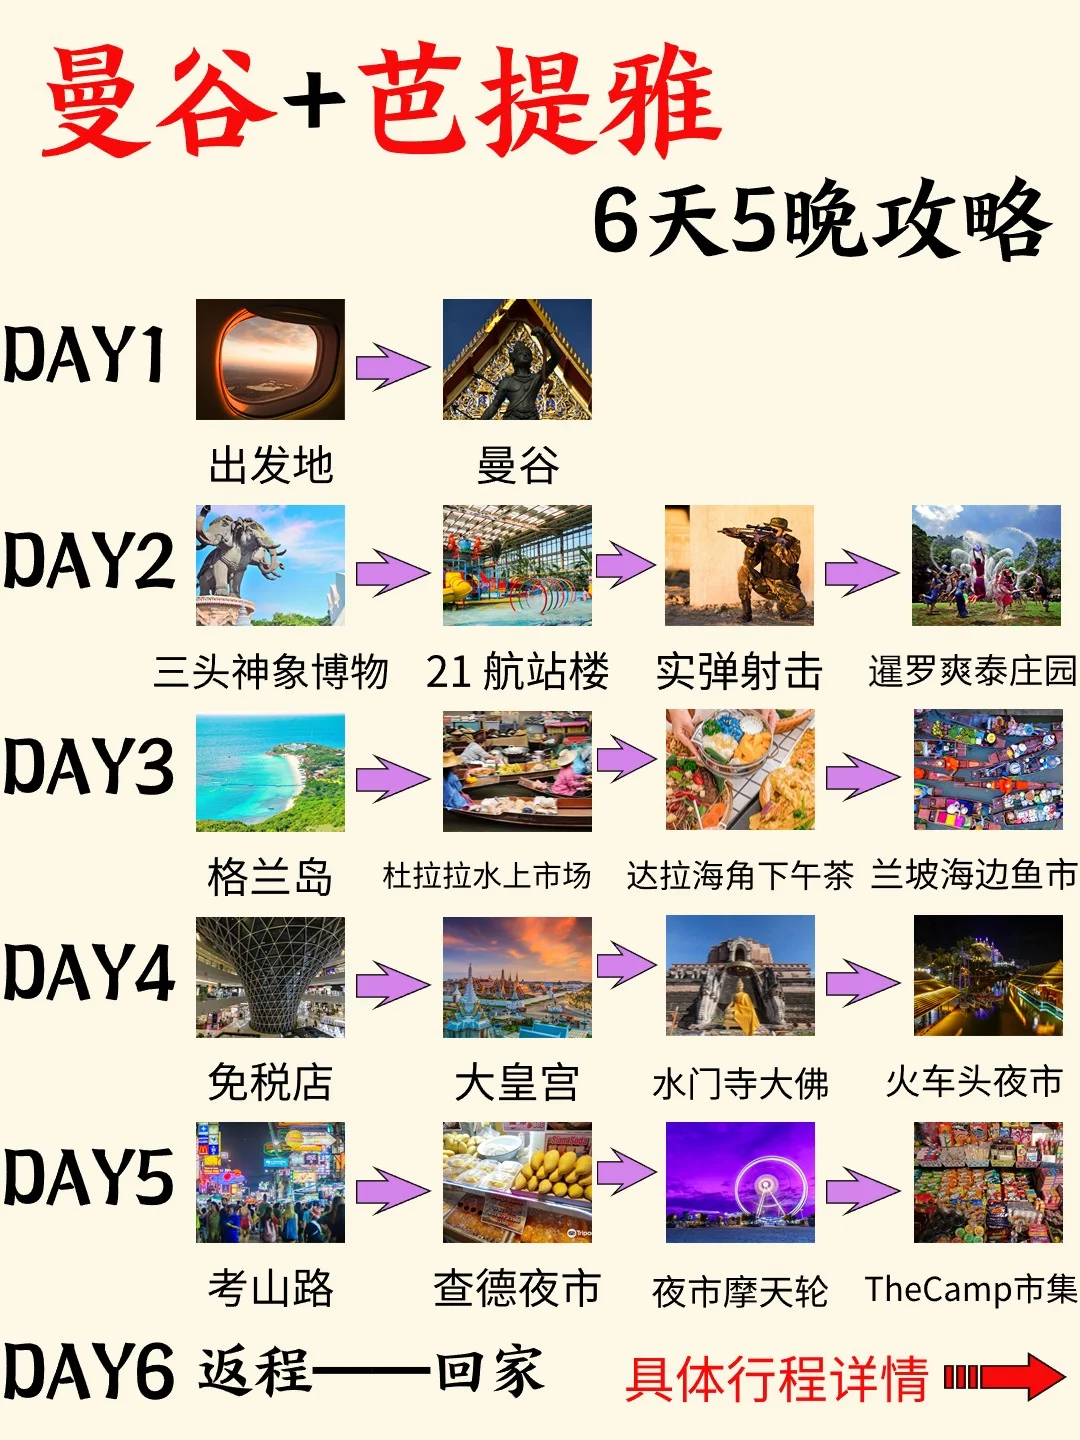 曼谷+芭提雅
6天5晚攻略
DAY1
出发地
曼谷
DAY2
三头神象博物
21 航站楼
实弹射击
暹罗爽泰庄园
DAY3
格兰岛
杜拉拉水上市场
达拉海角下午茶
兰坡海边鱼市
DAY4
免税店
大皇宫
水门寺大佛
火车头夜市
DAY5
考山路
查德夜市
夜市摩天轮
TheCamp市集
DAY6 返程——回家
具体行程详情